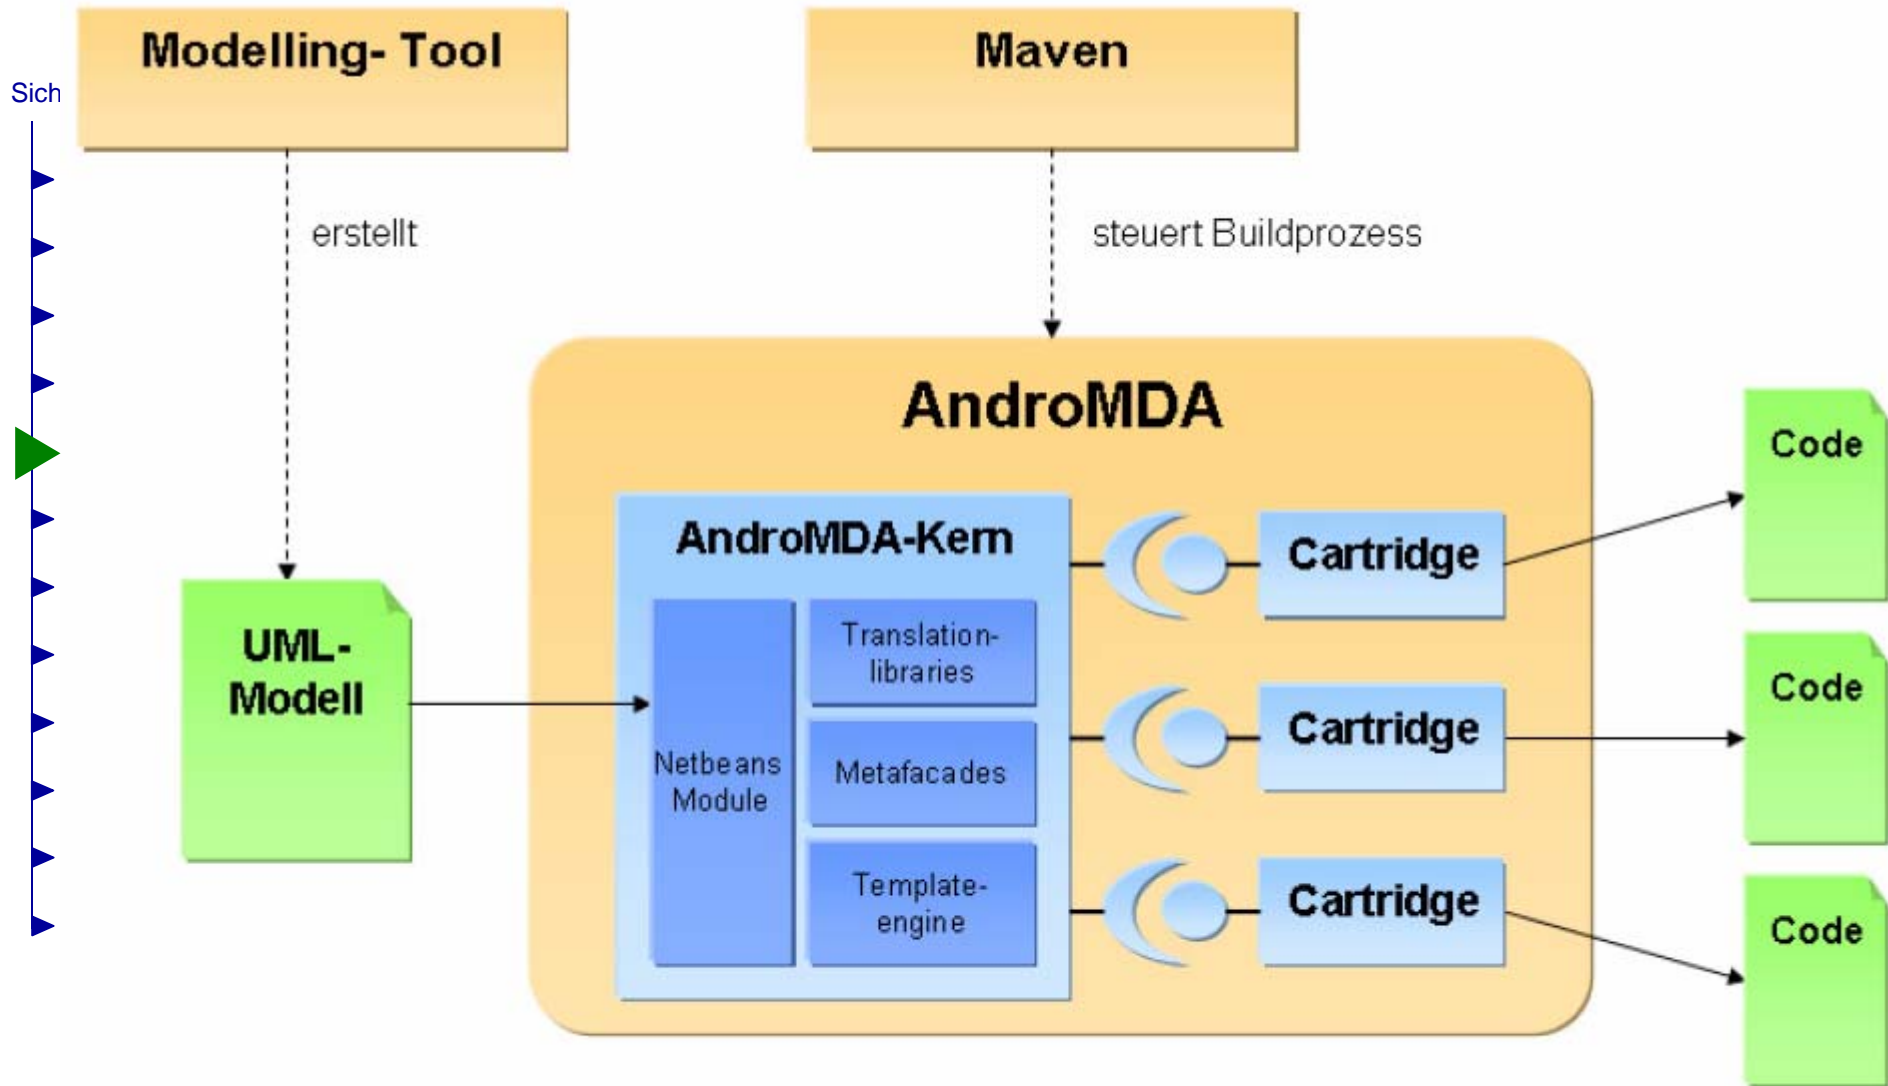 Modelling- Tool
Maven
Sich
erstellt
steuert Buildprozess
AndroMDA
Code
AndroMDA-Kern
Cartridge
UML-
Modell
Translation-
libraries
Code
Cartridge
Netbeans
Module
Metafacades
Template-
engine
Cartridge
Code